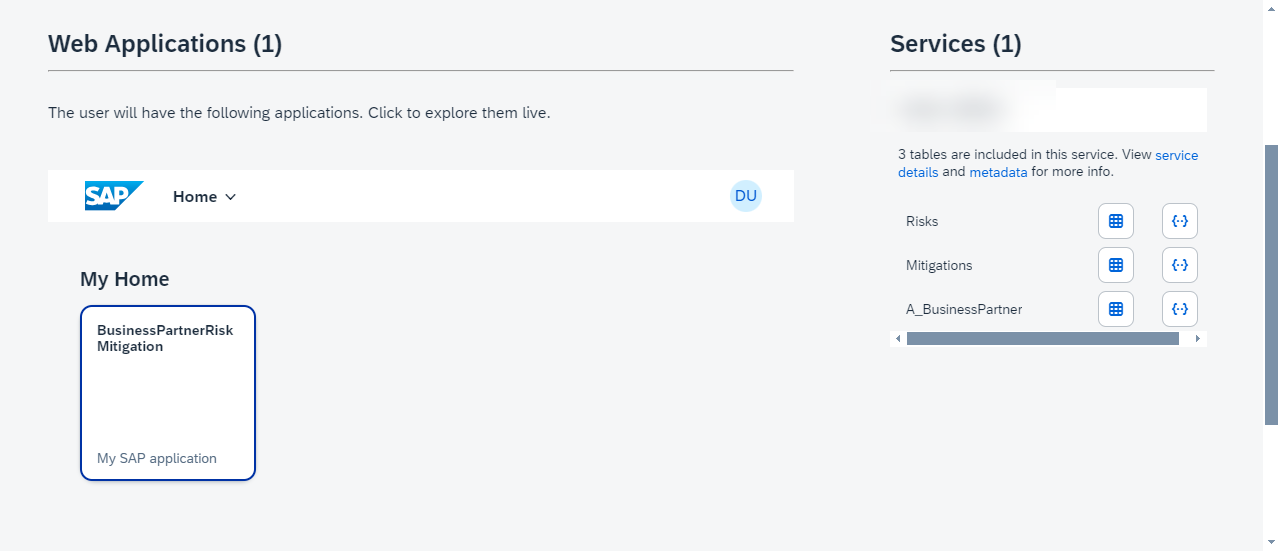 Web Applications (1)
The user will have the following applications. Click to explore them live.
SAP Home
DU
My Home
BusinessPartnerRisk
Mitigation
My SAP application
Services (1)
3 tables are included in this service. View service
details and metadata for more info.
Risks
Mitigations
A_BusinessPartner